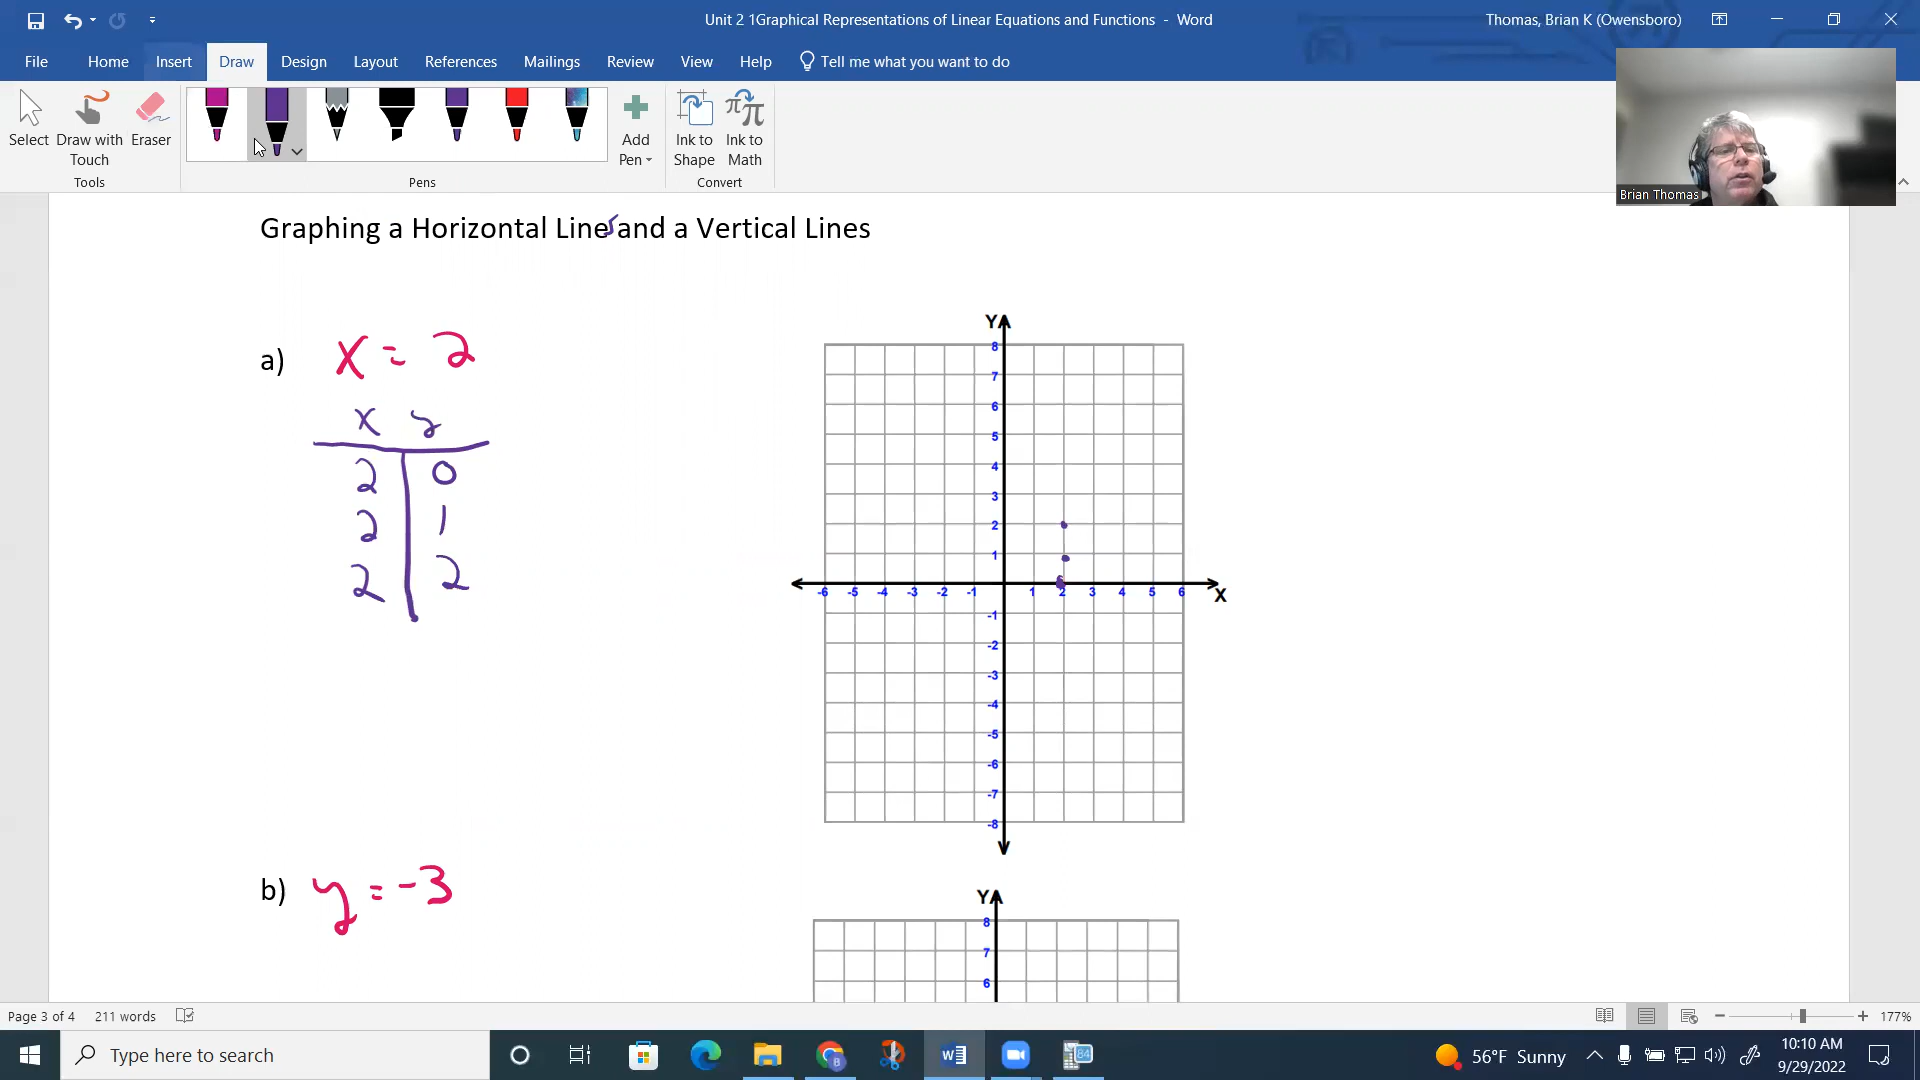 Unit 2 1Graphical Representations of Linear Equations and Functions - Word
Thomas, Brian K (Owensboro)
File Home Insert Draw Design Layout References Mailings Review View Help Tell me what you want to do
Select Draw with Touch Eraser Add Pen Ink to Shape Ink to Math
Tools Pens Convert
Brian Thomas
Graphing a Horizontal Lines and a Vertical Lines
a) x = 2
x y
2 0
2 1
2 2
Y
8
7
6
5
4
3
2
1
-6 -5 -4 -3 -2 -1 1 2 3 4 5 6 X
-1
-2
-3
-4
-5
-6
-7
-8
b) y = -3
Y
8
7
6
Page 3 of 4 211 words 177%
Type here to search
W
84
56°F Sunny
10:10 AM
9/29/2022